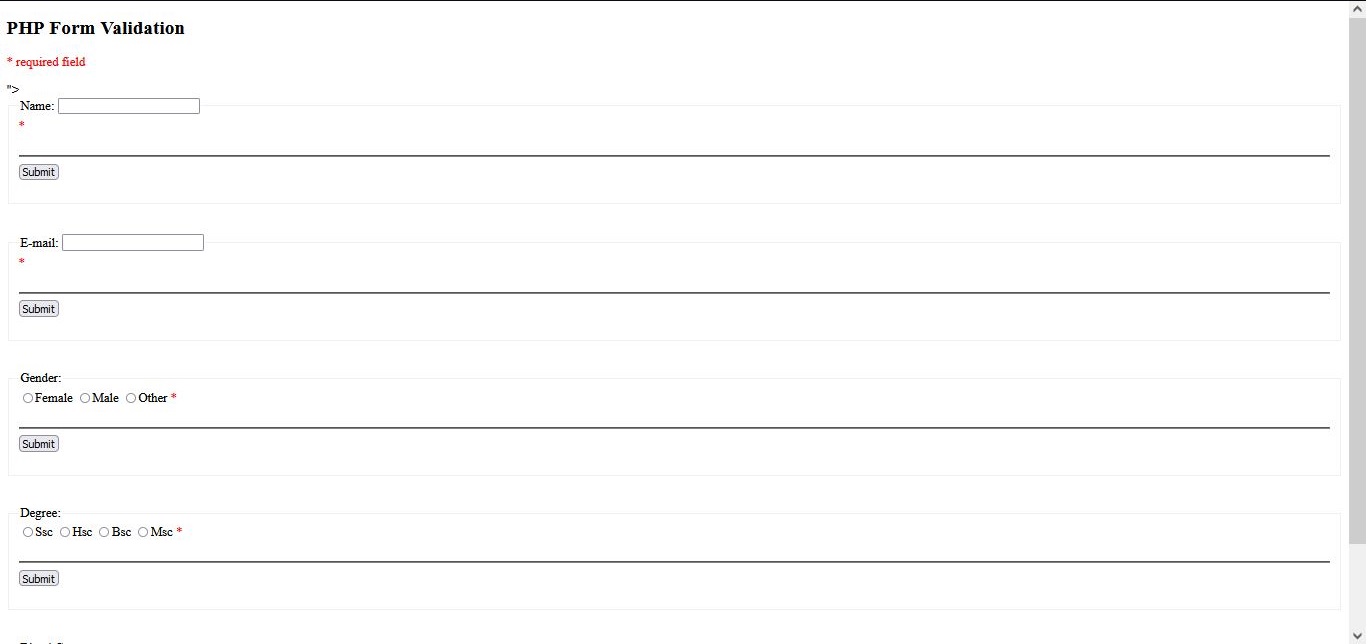 PHP Form Validation
* required field
">
Name:
*
Submit
E-mail:
*
Submit
Gender:
Female Male Other *
Submit
Degree:
Ssc Hsc Bsc Msc *
Submit